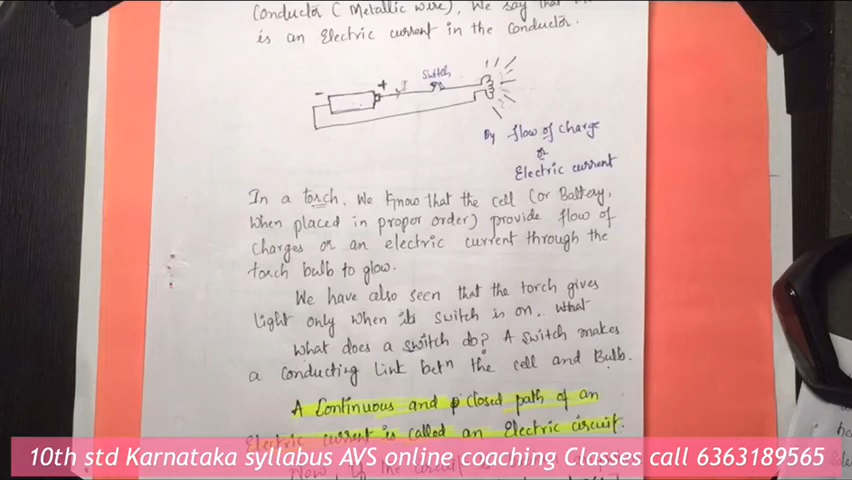 Conductor ( Metallic wire), We say that
is an Electric current in the Conductor.
Switch
- + I
By flow of charge
or
Electric current
In a torch, We Know that the cell (or Battery,
When placed in proper order) provide flow of
charges or an electric current through the
torch bulb to glow.
We have also seen that the torch gives
light only when its switch is on. What
What does a switch do? A switch makes
a conducting link betn the cell and Bulb.
A Continuous and closed path of an
Electric current is called an Electric circuit.
Now, If the circuit is
10th std Karnataka syllabus AVS online coaching Classes call 6363189565